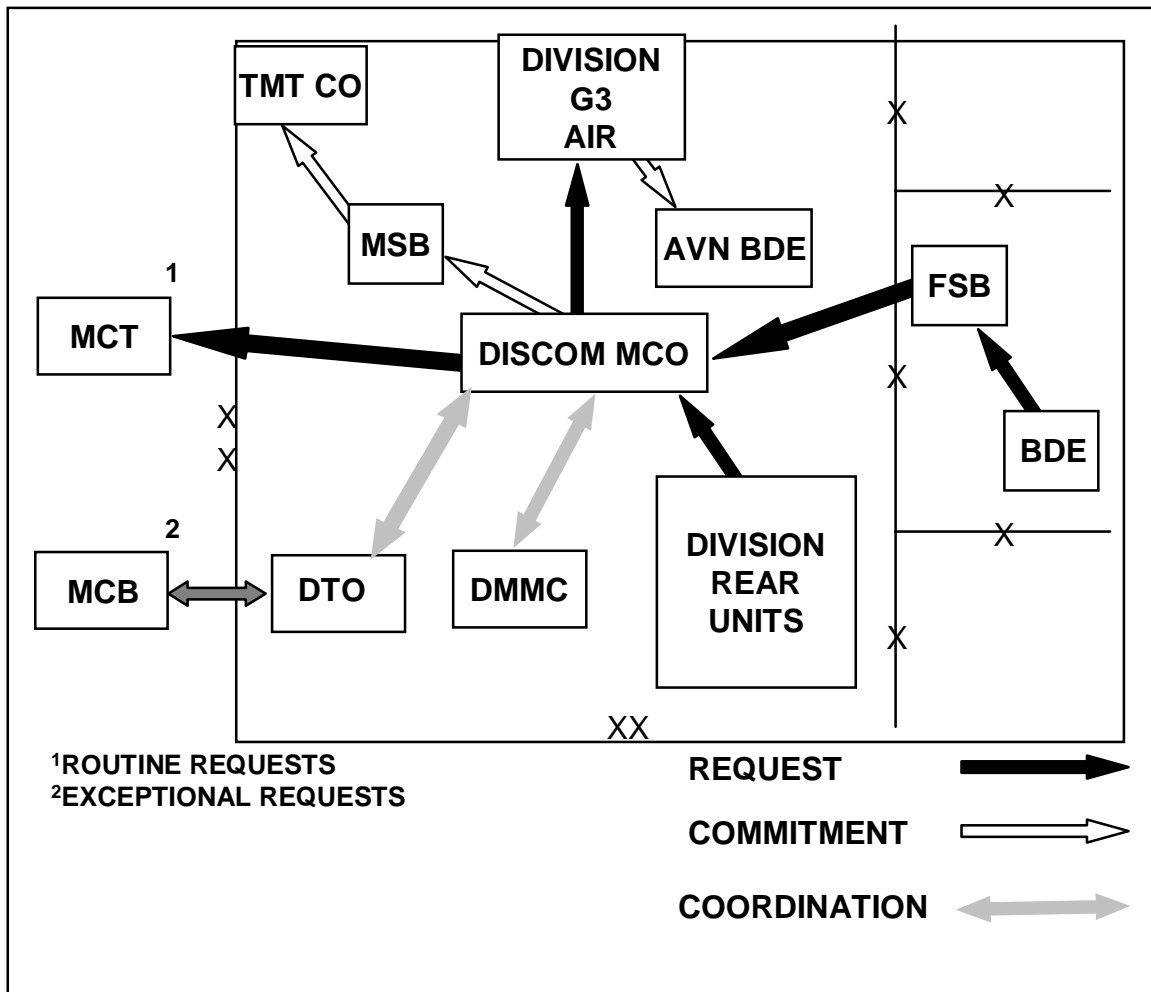 TMT CO
DIVISION
G3
AIR
X
X
MSB
AVN BDE
FSB
1
MCT
DISCOM MCO
X
X
X
BDE
2
MCB
DTO
DMMC
DIVISION
REAR
UNITS
X
X
XX
¹ROUTINE REQUESTS
²EXCEPTIONAL REQUESTS
REQUEST
COMMITMENT
COORDINATION